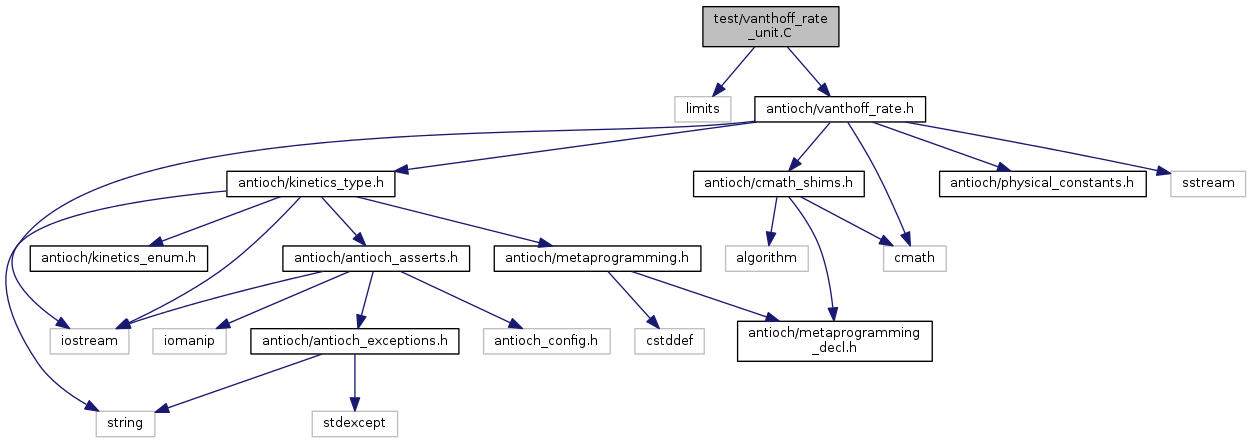 test/vanthoff_rate
_unit.C
limits
antioch/vanthoff_rate.h
antioch/kinetics_type.h
antioch/cmath_shims.h
antioch/physical_constants.h
sstream
antioch/kinetics_enum.h
antioch/antioch_asserts.h
antioch/metaprogramming.h
algorithm
cmath
iostream
iomanip
antioch/antioch_exceptions.h
antioch_config.h
cstddef
antioch/metaprogramming
_decl.h
string
stdexcept